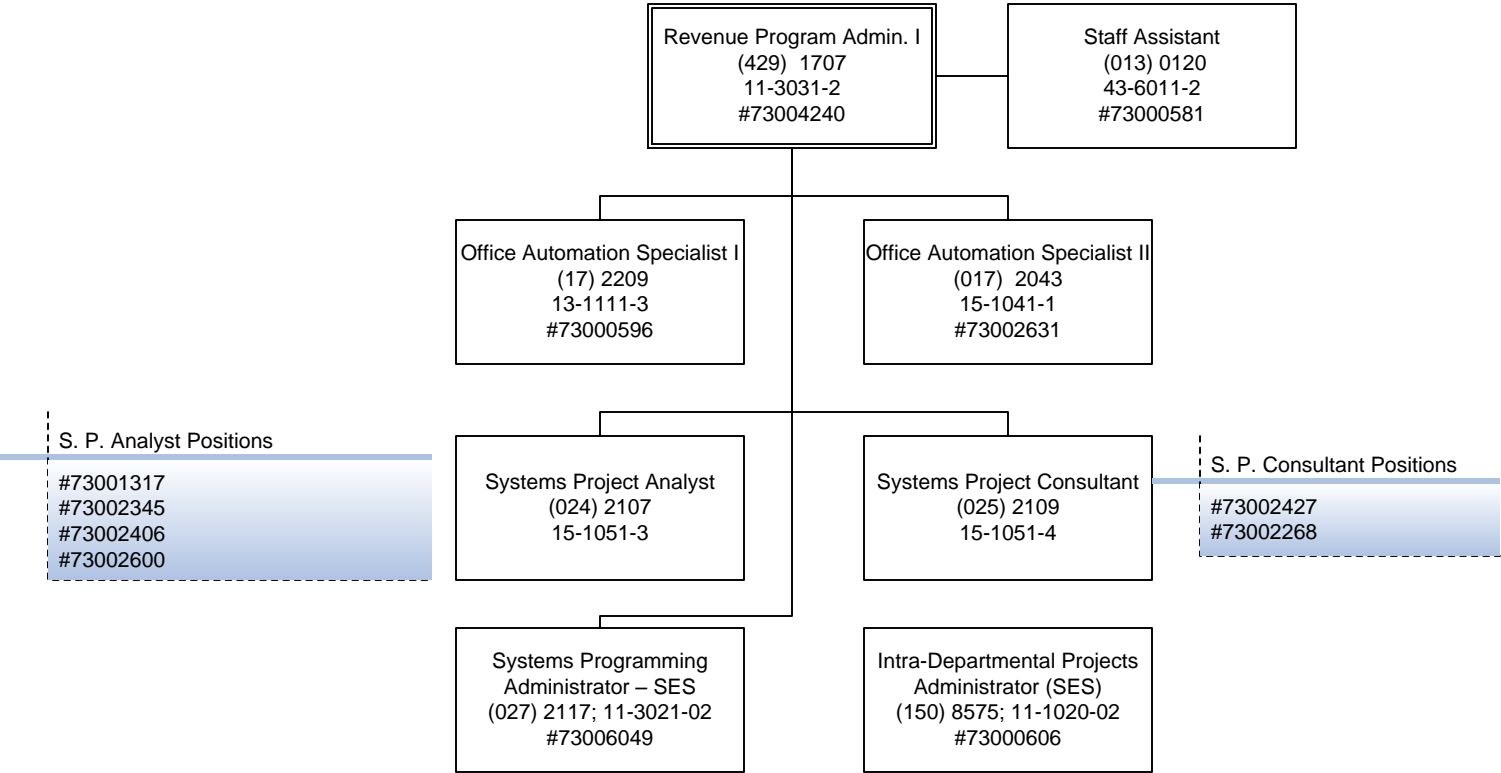 Revenue Program Admin. I
(429) 1707
11-3031-2
#73004240
Staff Assistant
(013) 0120
43-6011-2
#73000581
Office Automation Specialist I
(17) 2209
13-1111-3
#73000596
Office Automation Specialist II
(017) 2043
15-1041-1
#73002631
S. P. Analyst Positions
#73001317
#73002345
#73002406
#73002600
Systems Project Analyst
(024) 2107
15-1051-3
Systems Project Consultant
(025) 2109
15-1051-4
S. P. Consultant Positions
#73002427
#73002268
Systems Programming
Administrator – SES
(027) 2117; 11-3021-02
#73006049
Intra-Departmental Projects
Administrator (SES)
(150) 8575; 11-1020-02
#73000606